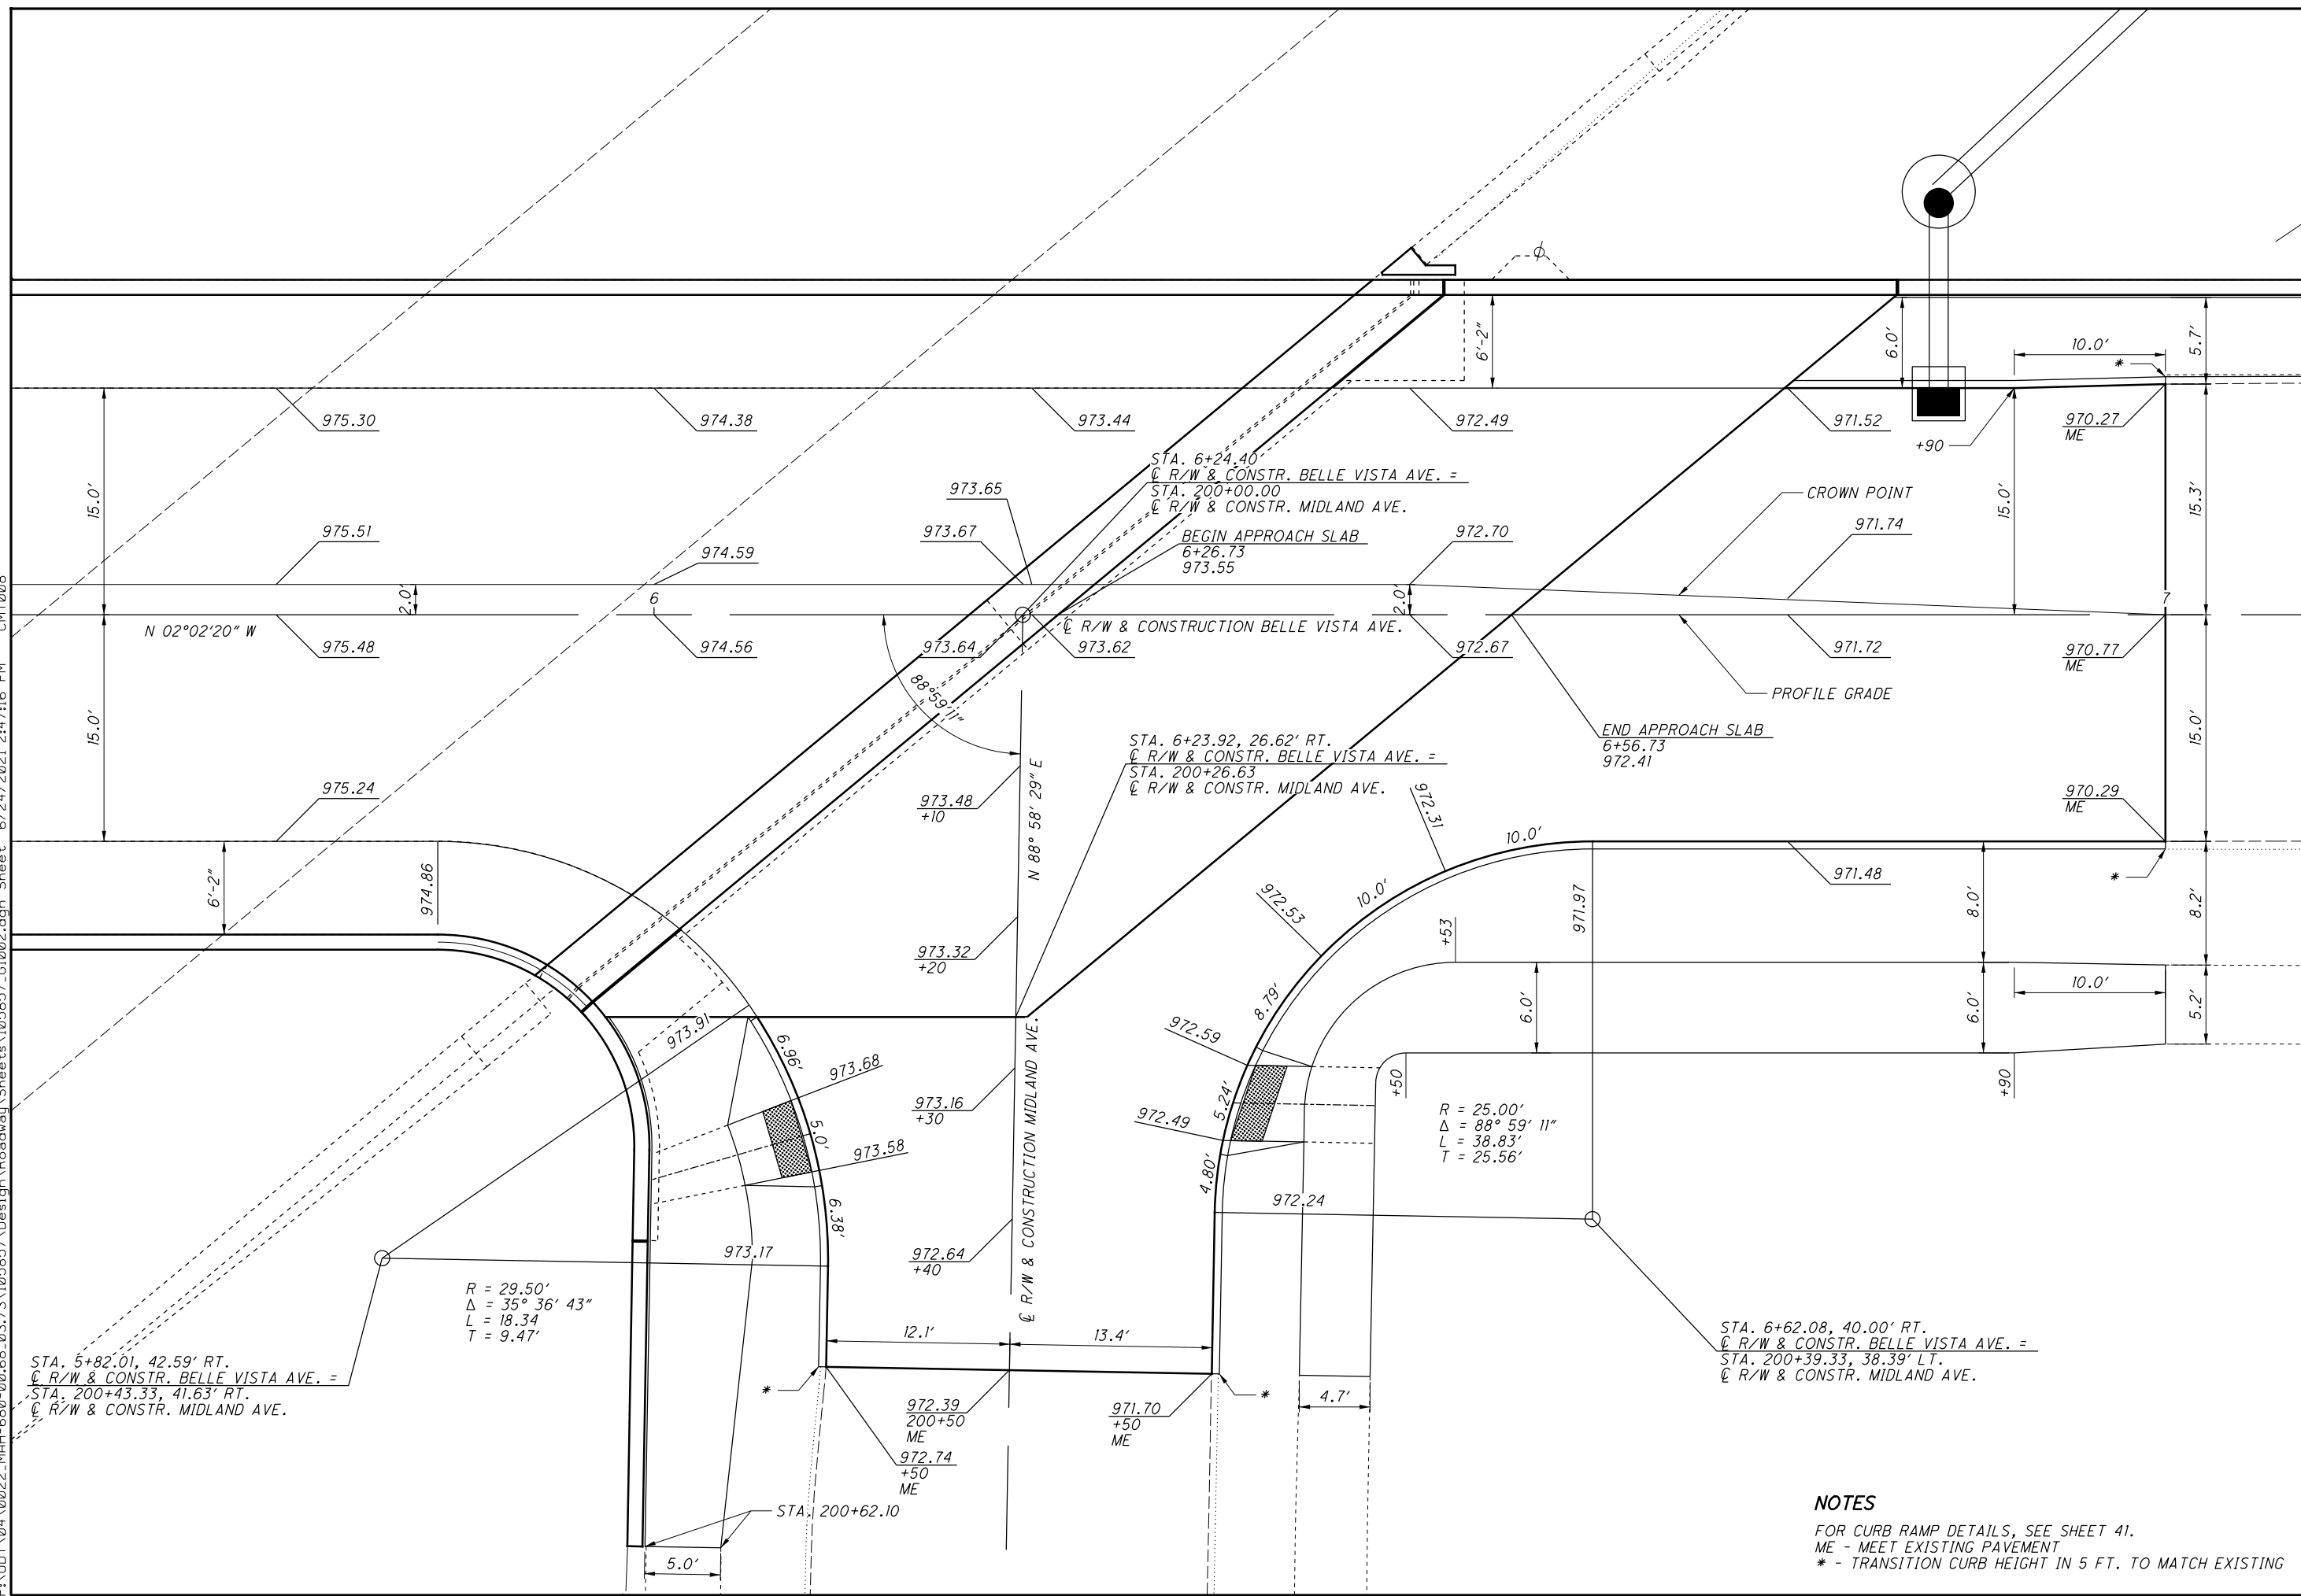 5.7'
10.0'
*
6'-2"
6.0'
975.30
974.38
973.44
972.49
971.52
970.27
ME
+90
STA. 6+24.40
℄ R/W & CONSTR. BELLE VISTA AVE. =
STA. 200+00.00
℄ R/W & CONSTR. MIDLAND AVE.
973.65
15.0'
CROWN POINT
15.0'
15.3'
975.51
974.59
973.67
BEGIN APPROACH SLAB
6+26.73
973.55
972.70
971.74
2.0'
6
2.0'
7
N 02°02'20" W
℄ R/W & CONSTRUCTION BELLE VISTA AVE.
975.48
974.56
973.64
973.62
972.67
971.72
970.77
ME
88°59'11"
PROFILE GRADE
15.0'
15.0'
END APPROACH SLAB
6+56.73
972.41
STA. 6+23.92, 26.62' RT.
℄ R/W & CONSTR. BELLE VISTA AVE. =
STA. 200+26.63
℄ R/W & CONSTR. MIDLAND AVE.
975.24
973.48
+10
N 88° 58' 29" E
972.31
970.29
ME
10.0'
6'-2"
974.86
10.0'
972.53
971.97
971.48
*
8.0'
8.2'
973.32
+20
+53
10.0'
6.0'
6.0'
5.2'
8.79'
972.59
973.91
6.96'
973.68
973.16
+30
5.0'
973.58
5.24'
972.49
+50
+90
R = 25.00'
Δ = 88° 59' 11"
L = 38.83'
T = 25.56'
4.80'
6.38'
972.24
973.17
972.64
+40
℄ R/W & CONSTRUCTION MIDLAND AVE.
R = 29.50'
Δ = 35° 36' 43"
L = 18.34
T = 9.47'
12.1'
13.4'
STA. 5+82.01, 42.59' RT.
℄ R/W & CONSTR. BELLE VISTA AVE. =
STA. 200+43.33, 41.63' RT.
℄ R/W & CONSTR. MIDLAND AVE.
STA. 6+62.08, 40.00' RT.
℄ R/W & CONSTR. BELLE VISTA AVE. =
STA. 200+39.33, 38.39' LT.
℄ R/W & CONSTR. MIDLAND AVE.
*
*
972.39
200+50
ME
971.70
+50
ME
4.7'
972.74
+50
ME
STA. 200+62.10
5.0'
NOTES
FOR CURB RAMP DETAILS, SEE SHEET 41.
ME - MEET EXISTING PAVEMENT
* - TRANSITION CURB HEIGHT IN 5 FT. TO MATCH EXISTING